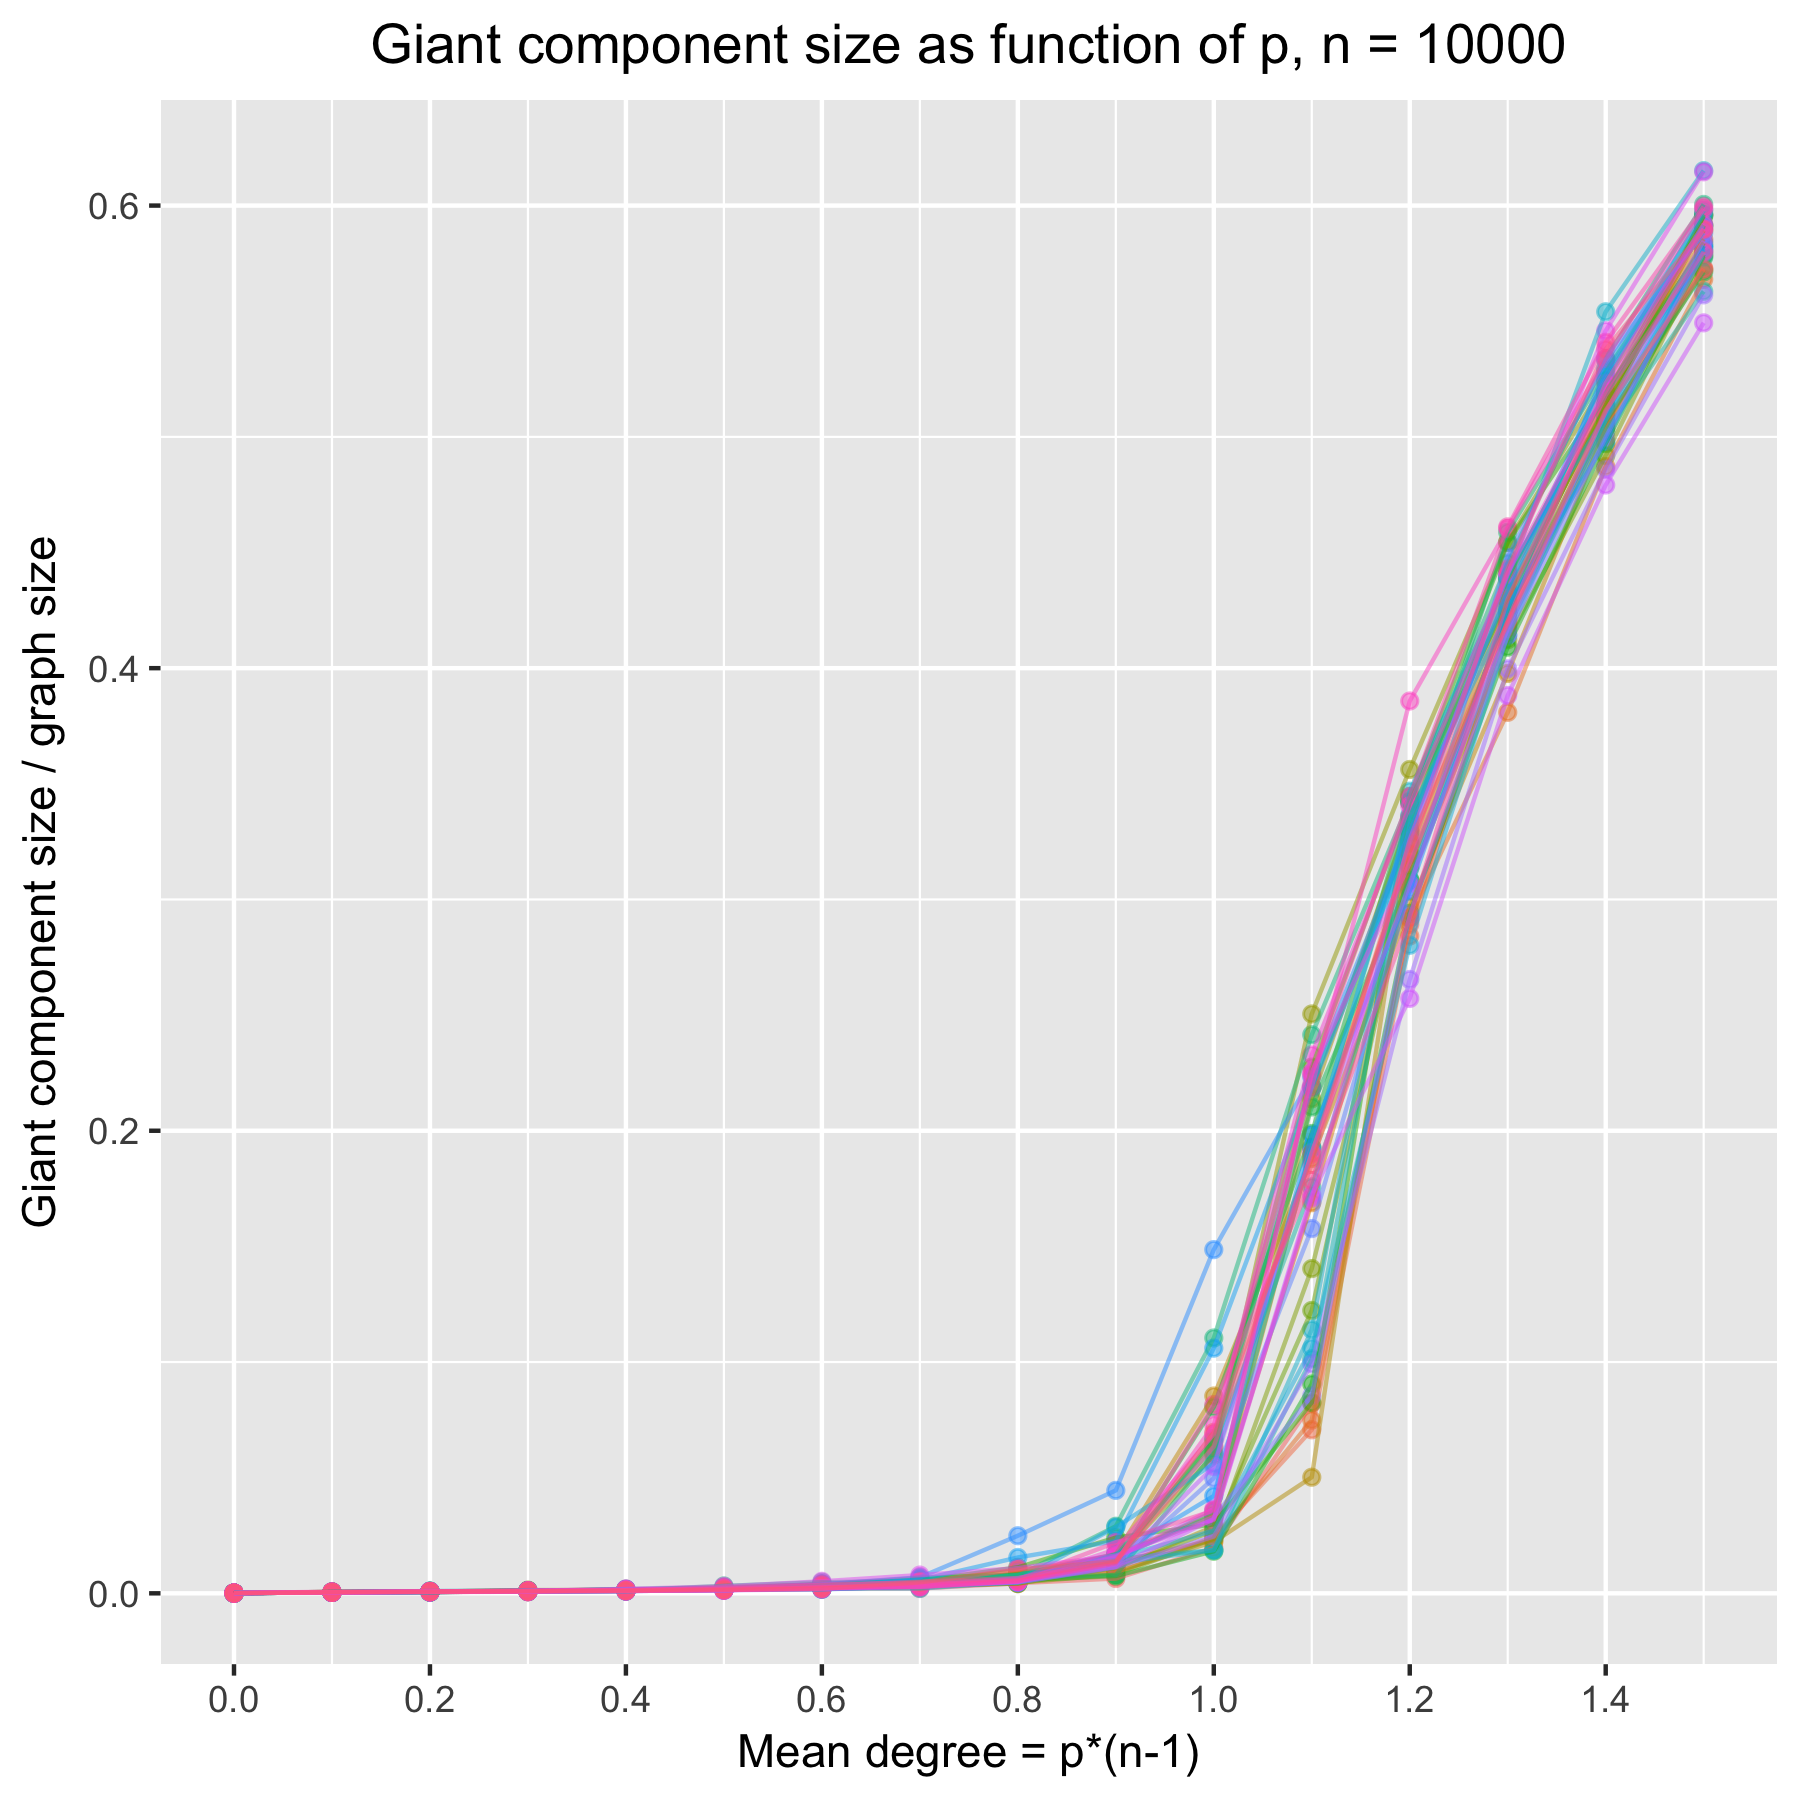 Giant component size as function of p, n = 10000
Giant component size / graph size
0.6
0.4
0.2
0.0
0.0 0.2 0.4 0.6 0.8 1.0 1.2 1.4
Mean degree = p*(n-1)